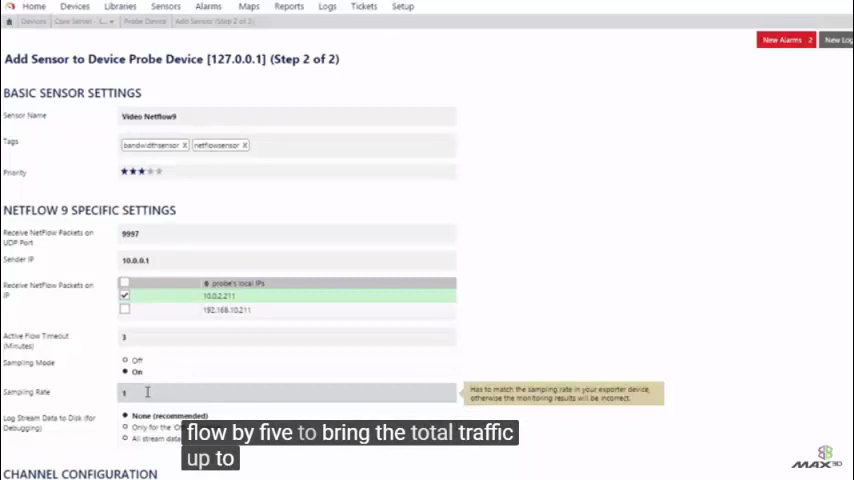 Home Devices Libraries Sensors Alarms Maps Reports Logs Tickets Setup
Devices Core Server - L... Probe Device Add Sensor (Step 2 of 2)
New Alarms 2 New Log
Add Sensor to Device Probe Device [127.0.0.1] (Step 2 of 2)
BASIC SENSOR SETTINGS
Sensor Name Video Netflow9
Tags bandwidthsensor X netflowsensor X
Priority
NETFLOW 9 SPECIFIC SETTINGS
Receive NetFlow Packets on
UDP Port
9997
Sender IP 10.0.0.1
Receive NetFlow Packets on
IP
probe's local IPs
10.0.2.211
192.168.10.211
Active Flow Timeout
(Minutes)
3
Sampling Mode Off
On
Sampling Rate 1
Has to match the sampling rate in your exporter device,
otherwise the monitoring results will be incorrect.
Log Stream Data to Disk (for
Debugging)
None (recommended)
Only for the 'O
All stream data
flow by five to bring the total traffic
up to
CHANNEL CONFIGURATION
MAX3D